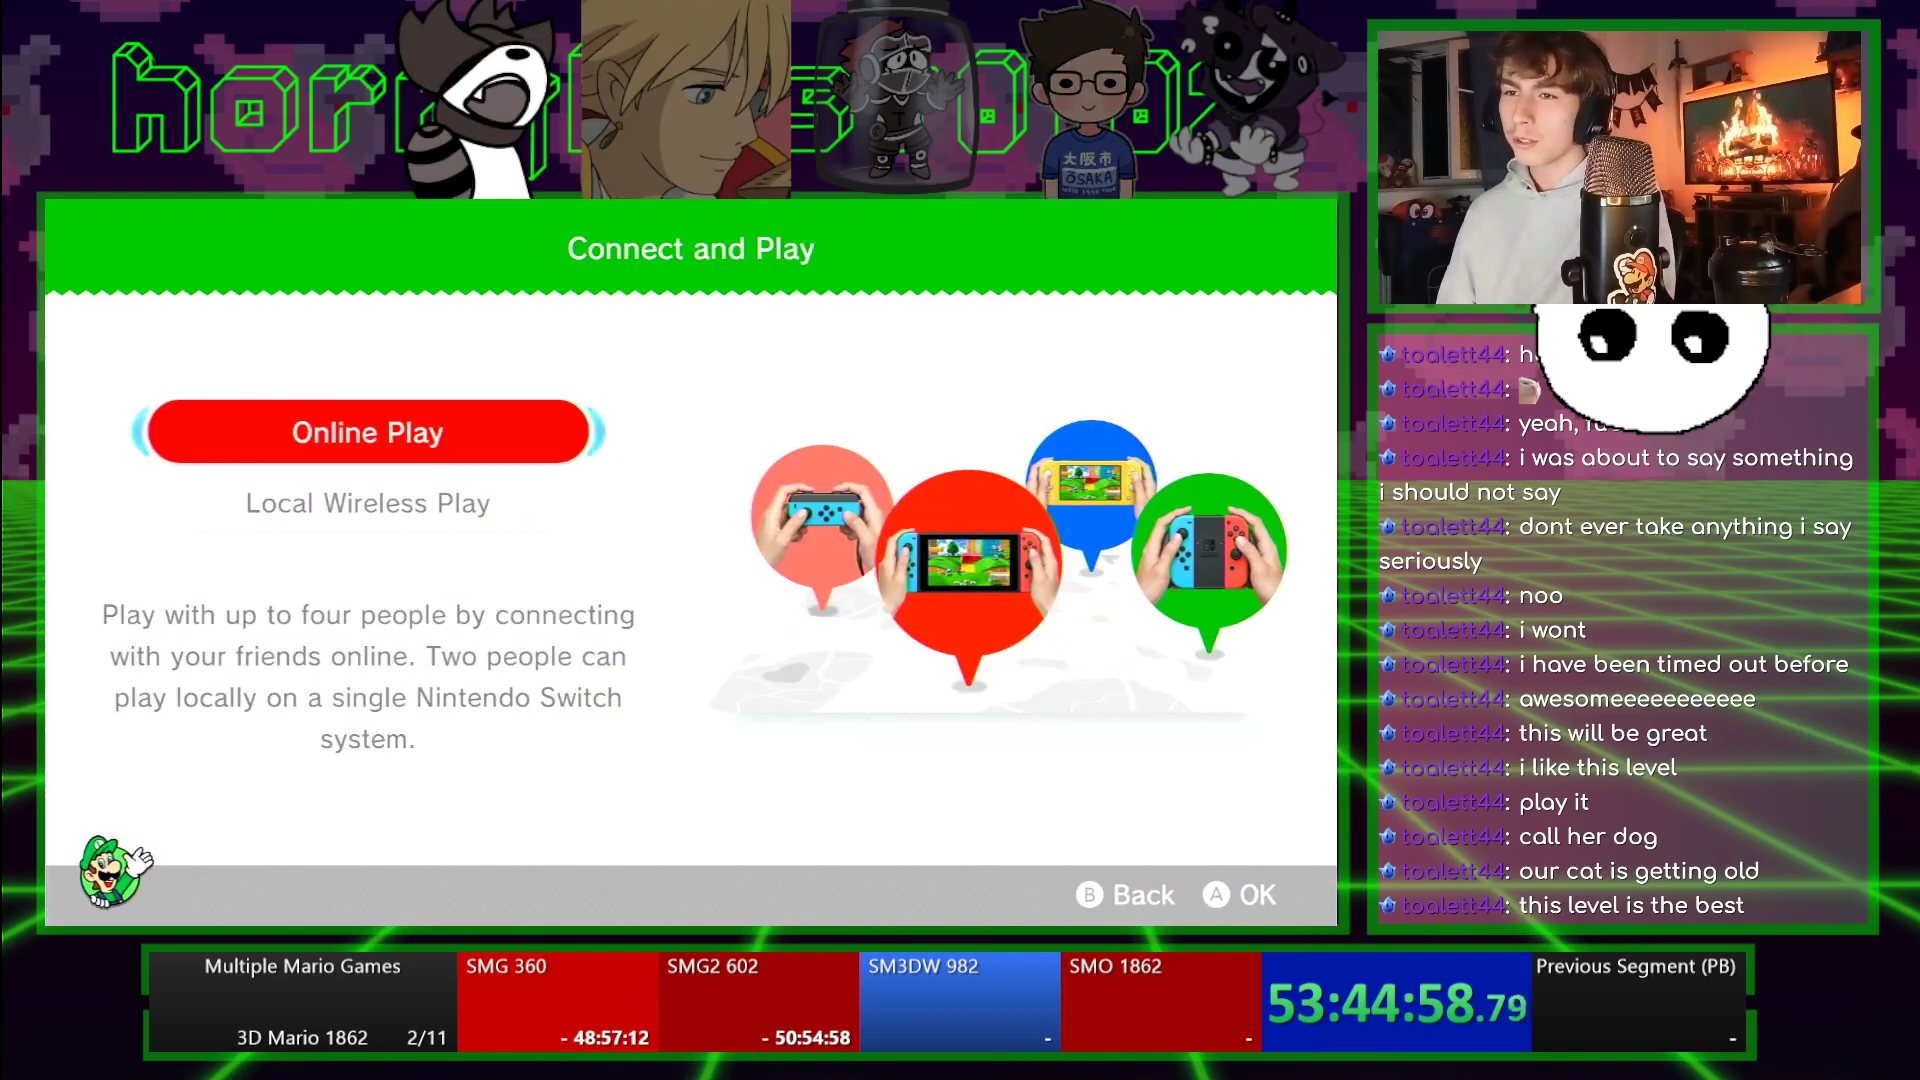 大阪市
ŌSAKA
Connect and Play
Online Play
Local Wireless Play
Play with up to four people by connecting
with your friends online. Two people can
play locally on a single Nintendo Switch
system.
B Back A OK
toalett44:
toalett44:
toalett44: yeah,
toalett44: i was about to say something
i should not say
toalett44: dont ever take anything i say
seriously
toalett44: noo
toalett44: i wont
toalett44: i have been timed out before
toalett44: awesomeeeeeeeeeee
toalett44: this will be great
toalett44: i like this level
toalett44: play it
toalett44: call her dog
toalett44: our cat is getting old
toalett44: this level is the best
Multiple Mario Games
3D Mario 1862 2/11
SMG 360
- 48:57:12
SMG2 602
- 50:54:58
SM3DW 982
-
SMO 1862
-
53:44:58.79
Previous Segment (PB)
-